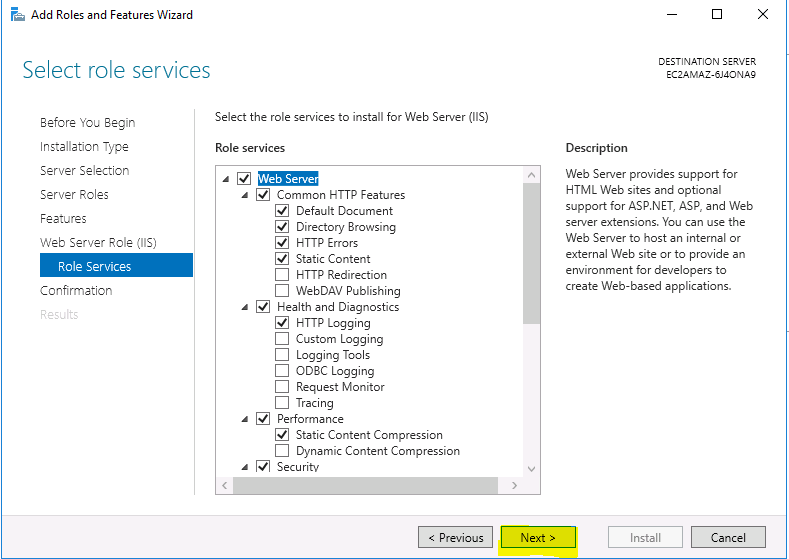 Add Roles and Features Wizard
Select role services
DESTINATION SERVER
EC2AMAZ-6J4ONA9
Before You Begin
Installation Type
Server Selection
Server Roles
Features
Web Server Role (IIS)
Role Services
Confirmation
Results
Select the role services to install for Web Server (IIS)
Role services
Web Server
Common HTTP Features
Default Document
Directory Browsing
HTTP Errors
Static Content
HTTP Redirection
WebDAV Publishing
Health and Diagnostics
HTTP Logging
Custom Logging
Logging Tools
ODBC Logging
Request Monitor
Tracing
Performance
Static Content Compression
Dynamic Content Compression
Security
Description
Web Server provides support for
HTML Web sites and optional
support for ASP.NET, ASP, and Web
server extensions. You can use the
Web Server to host an internal or
external Web site or to provide an
environment for developers to
create Web-based applications.
< Previous
Next >
Install
Cancel